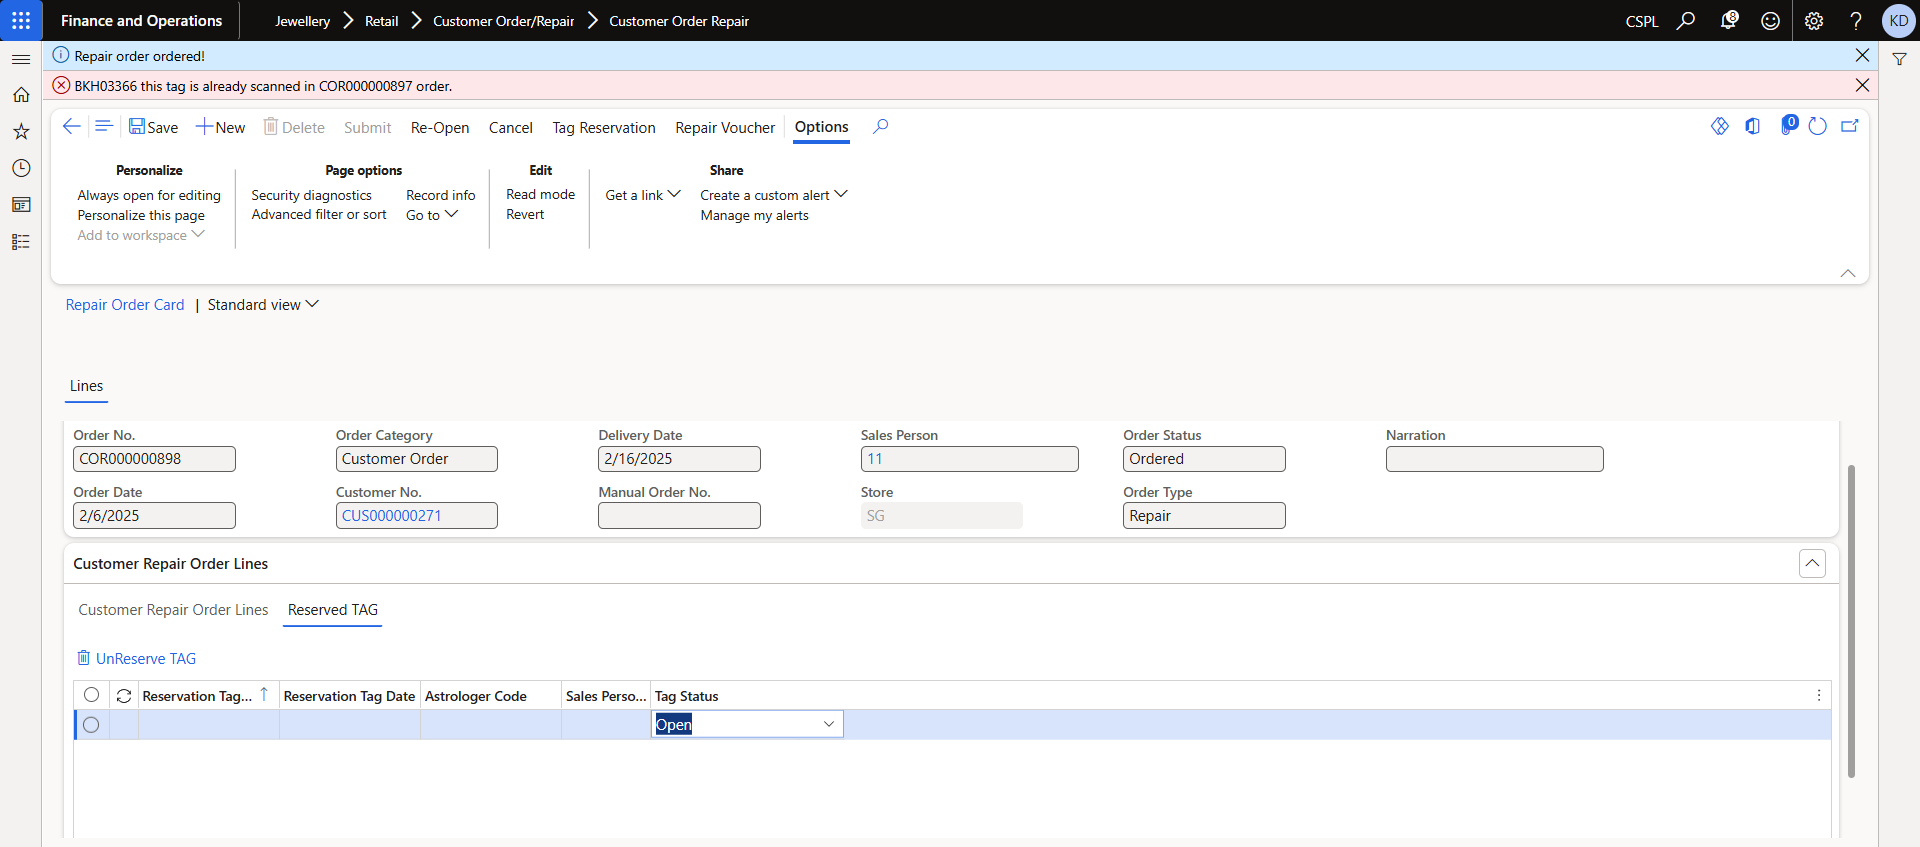 Finance and Operations
Jewellery
Retail
Customer Order/Repair
Customer Order Repair
CSPL
8
KD
Repair order ordered!
BKH03366 this tag is already scanned in COR000000897 order.
Save
New
Delete
Submit
Re-Open
Cancel
Tag Reservation
Repair Voucher
Options
0
Personalize
Always open for editing
Personalize this page
Add to workspace
Page options
Security diagnostics
Advanced filter or sort
Record info
Go to
Edit
Read mode
Revert
Share
Get a link
Create a custom alert
Manage my alerts
Repair Order Card | Standard view
Lines
Order No.
COR000000898
Order Category
Customer Order
Delivery Date
2/16/2025
Sales Person
11
Order Status
Ordered
Narration
Order Date
2/6/2025
Customer No.
CUS000000271
Manual Order No.
Store
SG
Order Type
Repair
Customer Repair Order Lines
Customer Repair Order Lines
Reserved TAG
UnReserve TAG
Reservation Tag...
Reservation Tag Date
Astrologer Code
Sales Perso...
Tag Status
Open